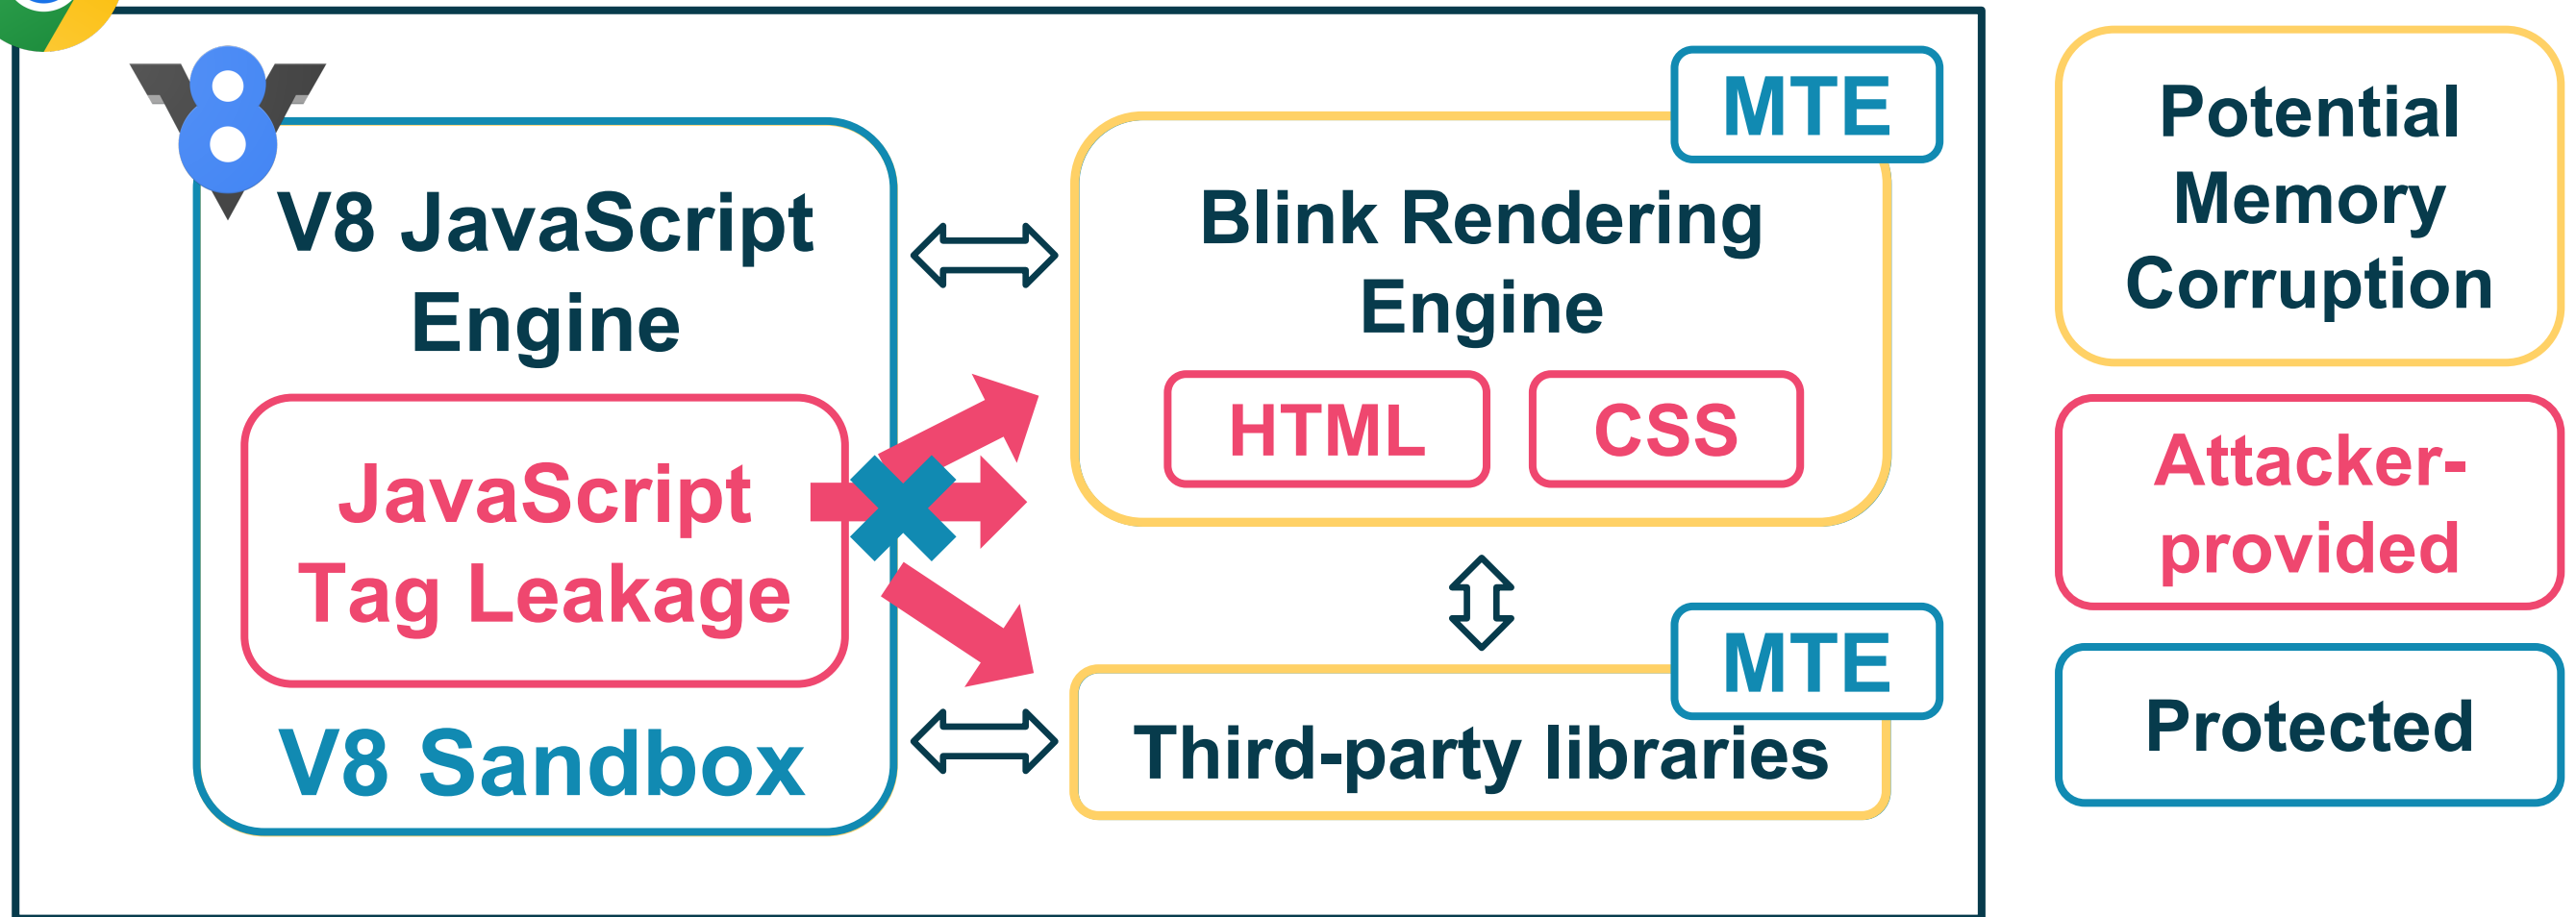 8
V8 JavaScript
Engine
JavaScript
Tag Leakage
V8 Sandbox
MTE
Blink Rendering
Engine
HTML
CSS
MTE
Third-party libraries
Potential
Memory
Corruption
Attacker-
provided
Protected